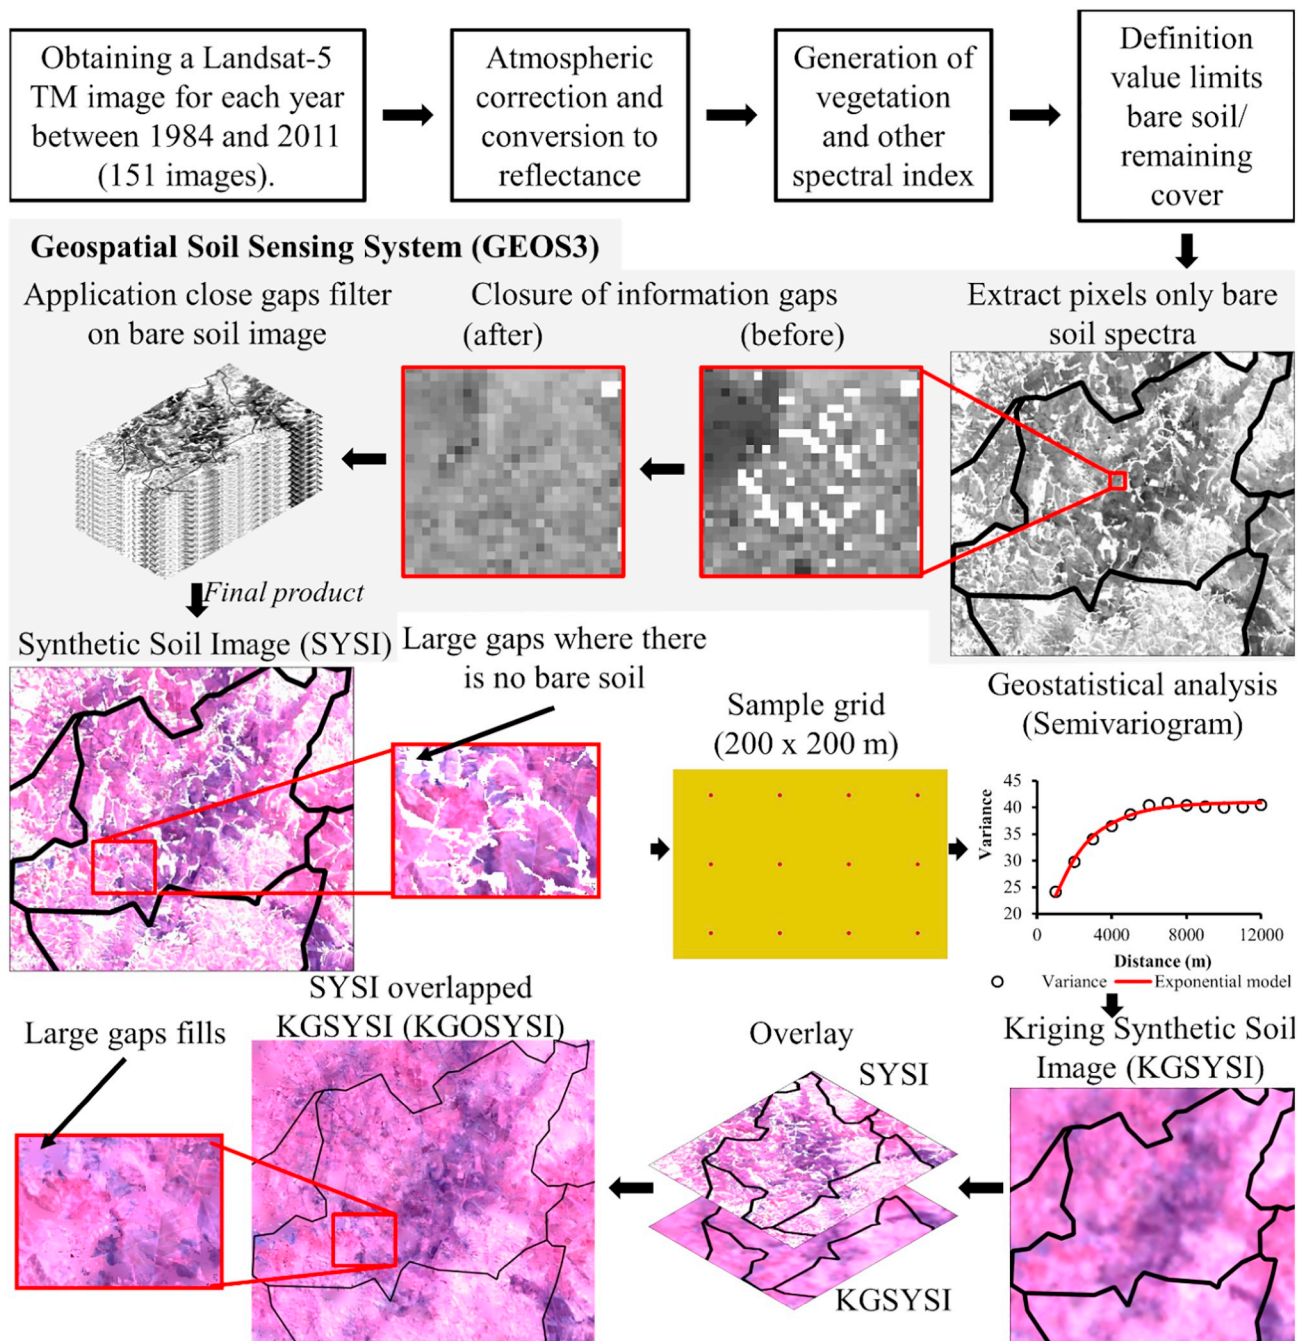 Obtaining a Landsat-5
TM image for each year
between 1984 and 2011
(151 images).
Atmospheric
correction and
conversion to
reflectance
Generation of
vegetation
and other
spectral index
Definition
value limits
bare soil/
remaining
cover
Geospatial Soil Sensing System (GEOS3)
Application close gaps filter
on bare soil image
Closure of information gaps
(after)
(before)
Extract pixels only bare
soil spectra
Final product
Synthetic Soil Image (SYSI)
Large gaps where there
is no bare soil
Sample grid
(200 x 200 m)
Geostatistical analysis
(Semivariogram)
Variance
45
40
35
30
25
20
0
4000
8000
12000
Distance (m)
Variance
Exponential model
SYSI overlapped
KGSYSI (KGOSYSI)
Large gaps fills
Overlay
SYSI
KGSYSI
Kriging Synthetic Soil
Image (KGSYSI)